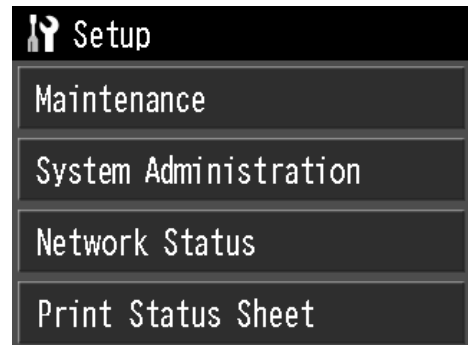 Setup
Maintenance
System Administration
Network Status
Print Status Sheet